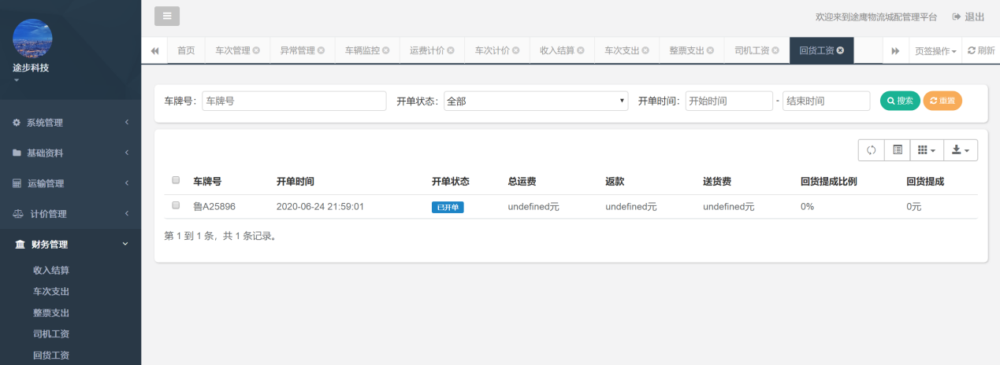 欢迎来到途鹰物流城配管理平台 退出
途步科技
首页 车次管理 异常管理 车辆监控 运费计价 车次计价 收入结算 车次支出 整票支出 司机工资 回货工资 页签操作 刷新
车牌号： 车牌号 开单状态： 全部 开单时间： 开始时间 - 结束时间 搜索 重置
系统管理
基础资料
运输管理
计价管理
财务管理
收入结算
车次支出
整票支出
司机工资
回货工资
车牌号 开单时间 开单状态 总运费 返款 送货费 回货提成比例 回货提成
鲁A25896 2020-06-24 21:59:01 已开单 undefined元 undefined元 undefined元 0% 0元
第 1 到 1 条，共 1 条记录。